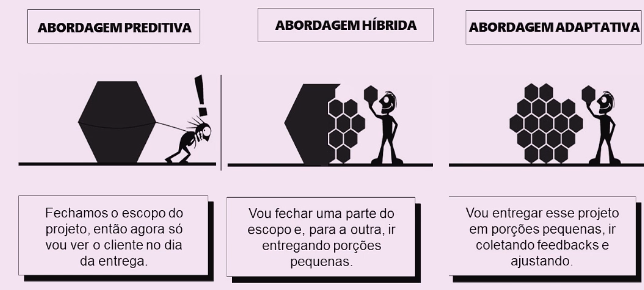 ABORDAGEM PREDITIVA
ABORDAGEM HÍBRIDA
ABORDAGEM ADAPTATIVA
Fechamos o escopo do
projeto, então agora só
vou ver o cliente no dia
da entrega.
Vou fechar uma parte do
escopo e, para a outra, ir
entregando porções
pequenas.
Vou entregar esse projeto
em porções pequenas, ir
coletando feedbacks e
ajustando.